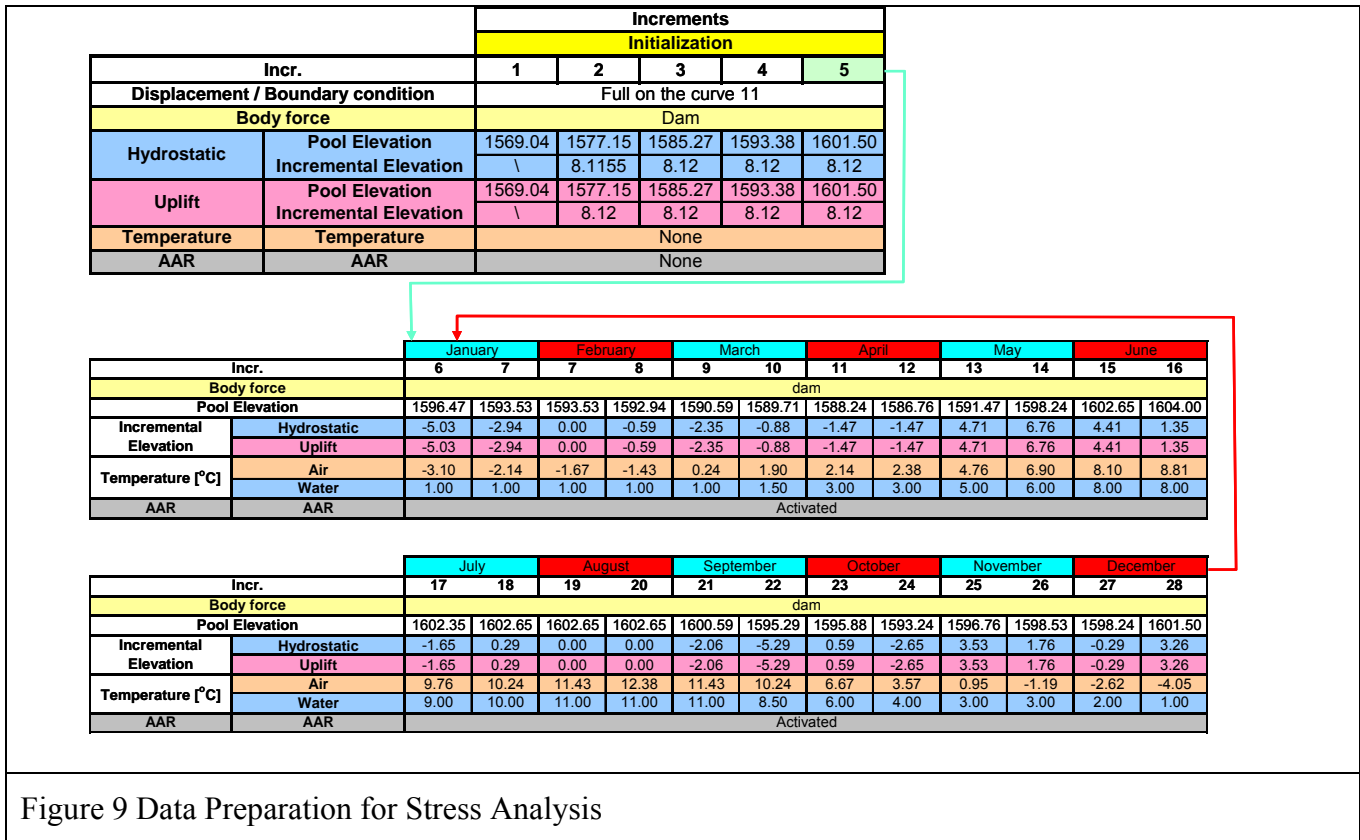 Increments
Initialization
Incr. 1 2 3 4 5
Displacement / Boundary condition Full on the curve 11
Body force Dam
Hydrostatic Pool Elevation 1569.04 1577.15 1585.27 1593.38 1601.50
Incremental Elevation \ 8.1155 8.12 8.12 8.12
Uplift Pool Elevation 1569.04 1577.15 1585.27 1593.38 1601.50
Incremental Elevation \ 8.12 8.12 8.12 8.12
Temperature Temperature None
AAR AAR None
January February March April May June
Incr. 6 7 7 8 9 10 11 12 13 14 15 16
Body force dam
Pool Elevation 1596.47 1593.53 1593.53 1592.94 1590.59 1589.71 1588.24 1586.76 1591.47 1598.24 1602.65 1604.00
Incremental Elevation Hydrostatic -5.03 -2.94 0.00 -0.59 -2.35 -0.88 -1.47 -1.47 4.71 6.76 4.41 1.35
Uplift -5.03 -2.94 0.00 -0.59 -2.35 -0.88 -1.47 -1.47 4.71 6.76 4.41 1.35
Temperature [°C] Air -3.10 -2.14 -1.67 -1.43 0.24 1.90 2.14 2.38 4.76 6.90 8.10 8.81
Water 1.00 1.00 1.00 1.00 1.00 1.50 3.00 3.00 5.00 6.00 8.00 8.00
AAR AAR Activated
July August September October November December
Incr. 17 18 19 20 21 22 23 24 25 26 27 28
Body force dam
Pool Elevation 1602.35 1602.65 1602.65 1602.65 1600.59 1595.29 1595.88 1593.24 1596.76 1598.53 1598.24 1601.50
Incremental Elevation Hydrostatic -1.65 0.29 0.00 0.00 -2.06 -5.29 0.59 -2.65 3.53 1.76 -0.29 3.26
Uplift -1.65 0.29 0.00 0.00 -2.06 -5.29 0.59 -2.65 3.53 1.76 -0.29 3.26
Temperature [°C] Air 9.76 10.24 11.43 12.38 11.43 10.24 6.67 3.57 0.95 -1.19 -2.62 -4.05
Water 9.00 10.00 11.00 11.00 11.00 8.50 6.00 4.00 3.00 3.00 2.00 1.00
AAR AAR Activated
Figure 9 Data Preparation for Stress Analysis